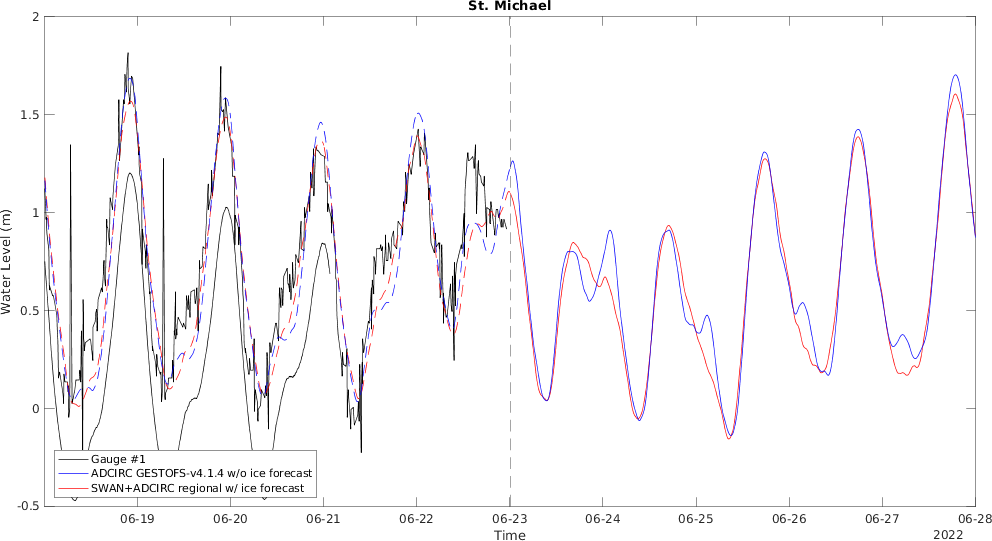 St. Michael
2
1.5
1
0.5
0
-0.5
Water Level (m)
Gauge #1
ADCIRC GESTOFS-v4.1.4 w/o ice forecast
SWAN+ADCIRC regional w/ ice forecast
06-19 06-20 06-21 06-22 06-23 06-24 06-25 06-26 06-27 06-28
Time
2022